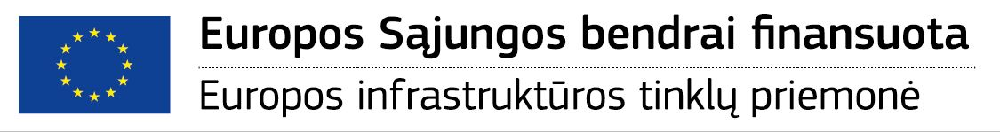 Europos Sąjungos bendrai finansuota
Europos infrastruktūros tinklų priemonė